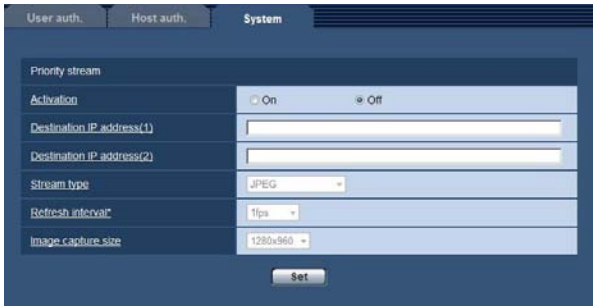 User auth. Host auth. System
Priority stream
Activation On Off
Destination IP address(1)
Destination IP address(2)
Stream type JPEG
Refresh interval* 1fps
Image capture size 1280x960
Set